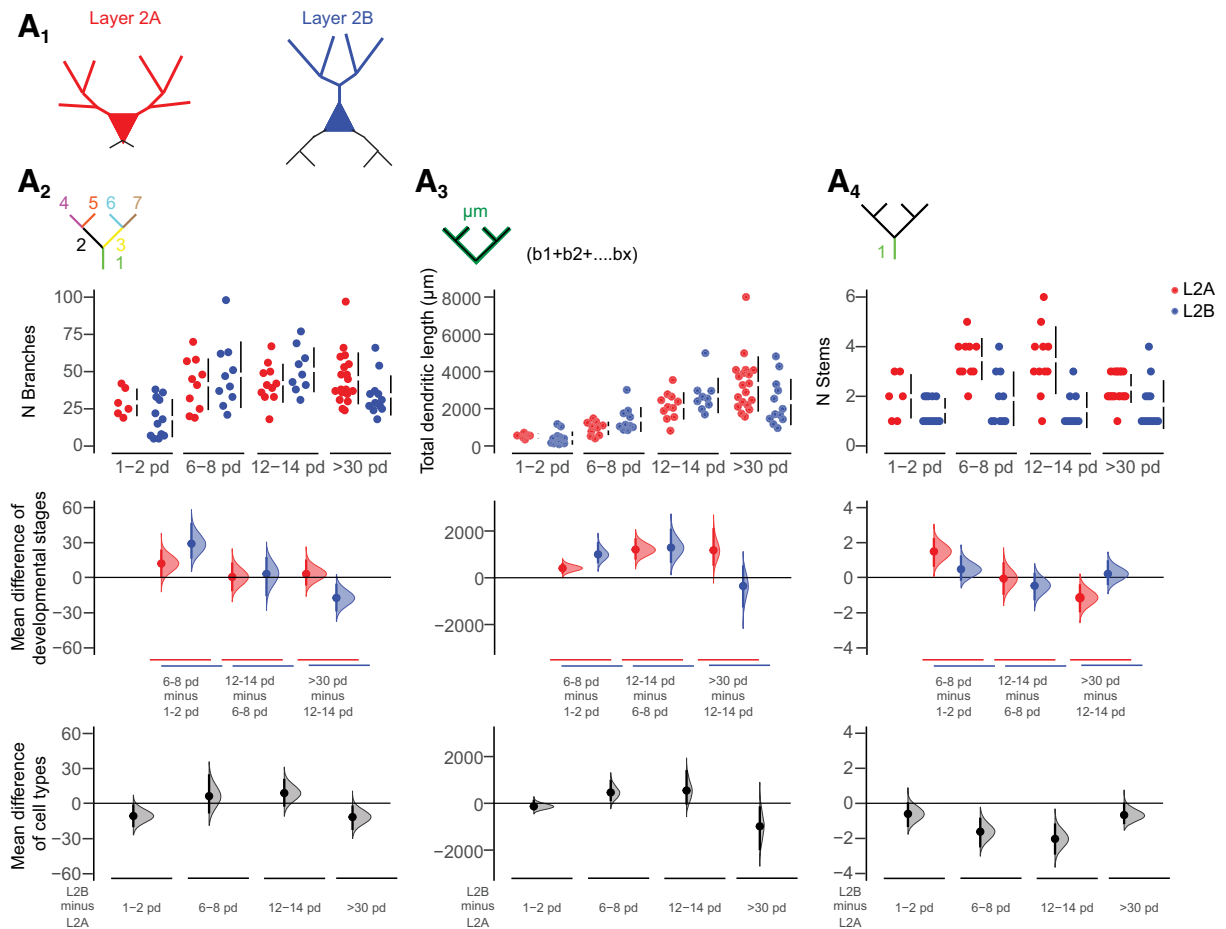 A1
Layer 2A
Layer 2B
A2
4 5 6 7
2 3
1
N Branches
100
75
50
25
0
1−2 pd 6−8 pd 12−14 pd >30 pd
A3
µm
(b1+b2+....bx)
Total dendritic length (µm)
8000
6000
4000
2000
0
1−2 pd 6−8 pd 12−14 pd >30 pd
A4
1
N Stems
6
4
2
0
1−2 pd 6−8 pd 12−14 pd >30 pd
L2A
L2B
Mean difference of
developmental stages
60
30
0
−30
−60
6-8 pd 12-14 pd >30 pd
minus minus minus
1-2 pd 6-8 pd 12-14 pd
2000
0
−2000
6-8 pd 12-14 pd >30 pd
minus minus minus
1-2 pd 6-8 pd 12-14 pd
4
2
0
−2
−4
6-8 pd 12-14 pd >30 pd
minus minus minus
1-2 pd 6-8 pd 12-14 pd
Mean difference
of cell types
60
30
0
−30
−60
L2B
minus
L2A
1−2 pd 6−8 pd 12−14 pd >30 pd
2000
0
−2000
L2B
minus
L2A
1−2 pd 6−8 pd 12−14 pd >30 pd
4
2
0
−2
−4
L2B
minus
L2A
1−2 pd 6−8 pd 12−14 pd >30 pd